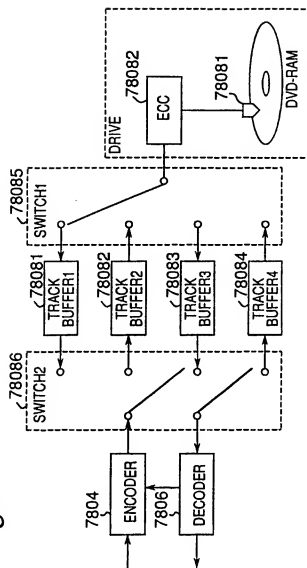 7804
ENCODER
7806
DECODER
78086
SWITCH2
78081
TRACK
BUFFER1
78082
TRACK
BUFFER2
78083
TRACK
BUFFER3
78084
TRACK
BUFFER4
78085
SWITCH1
DRIVE
78082
ECC
78081
DVD-RAM